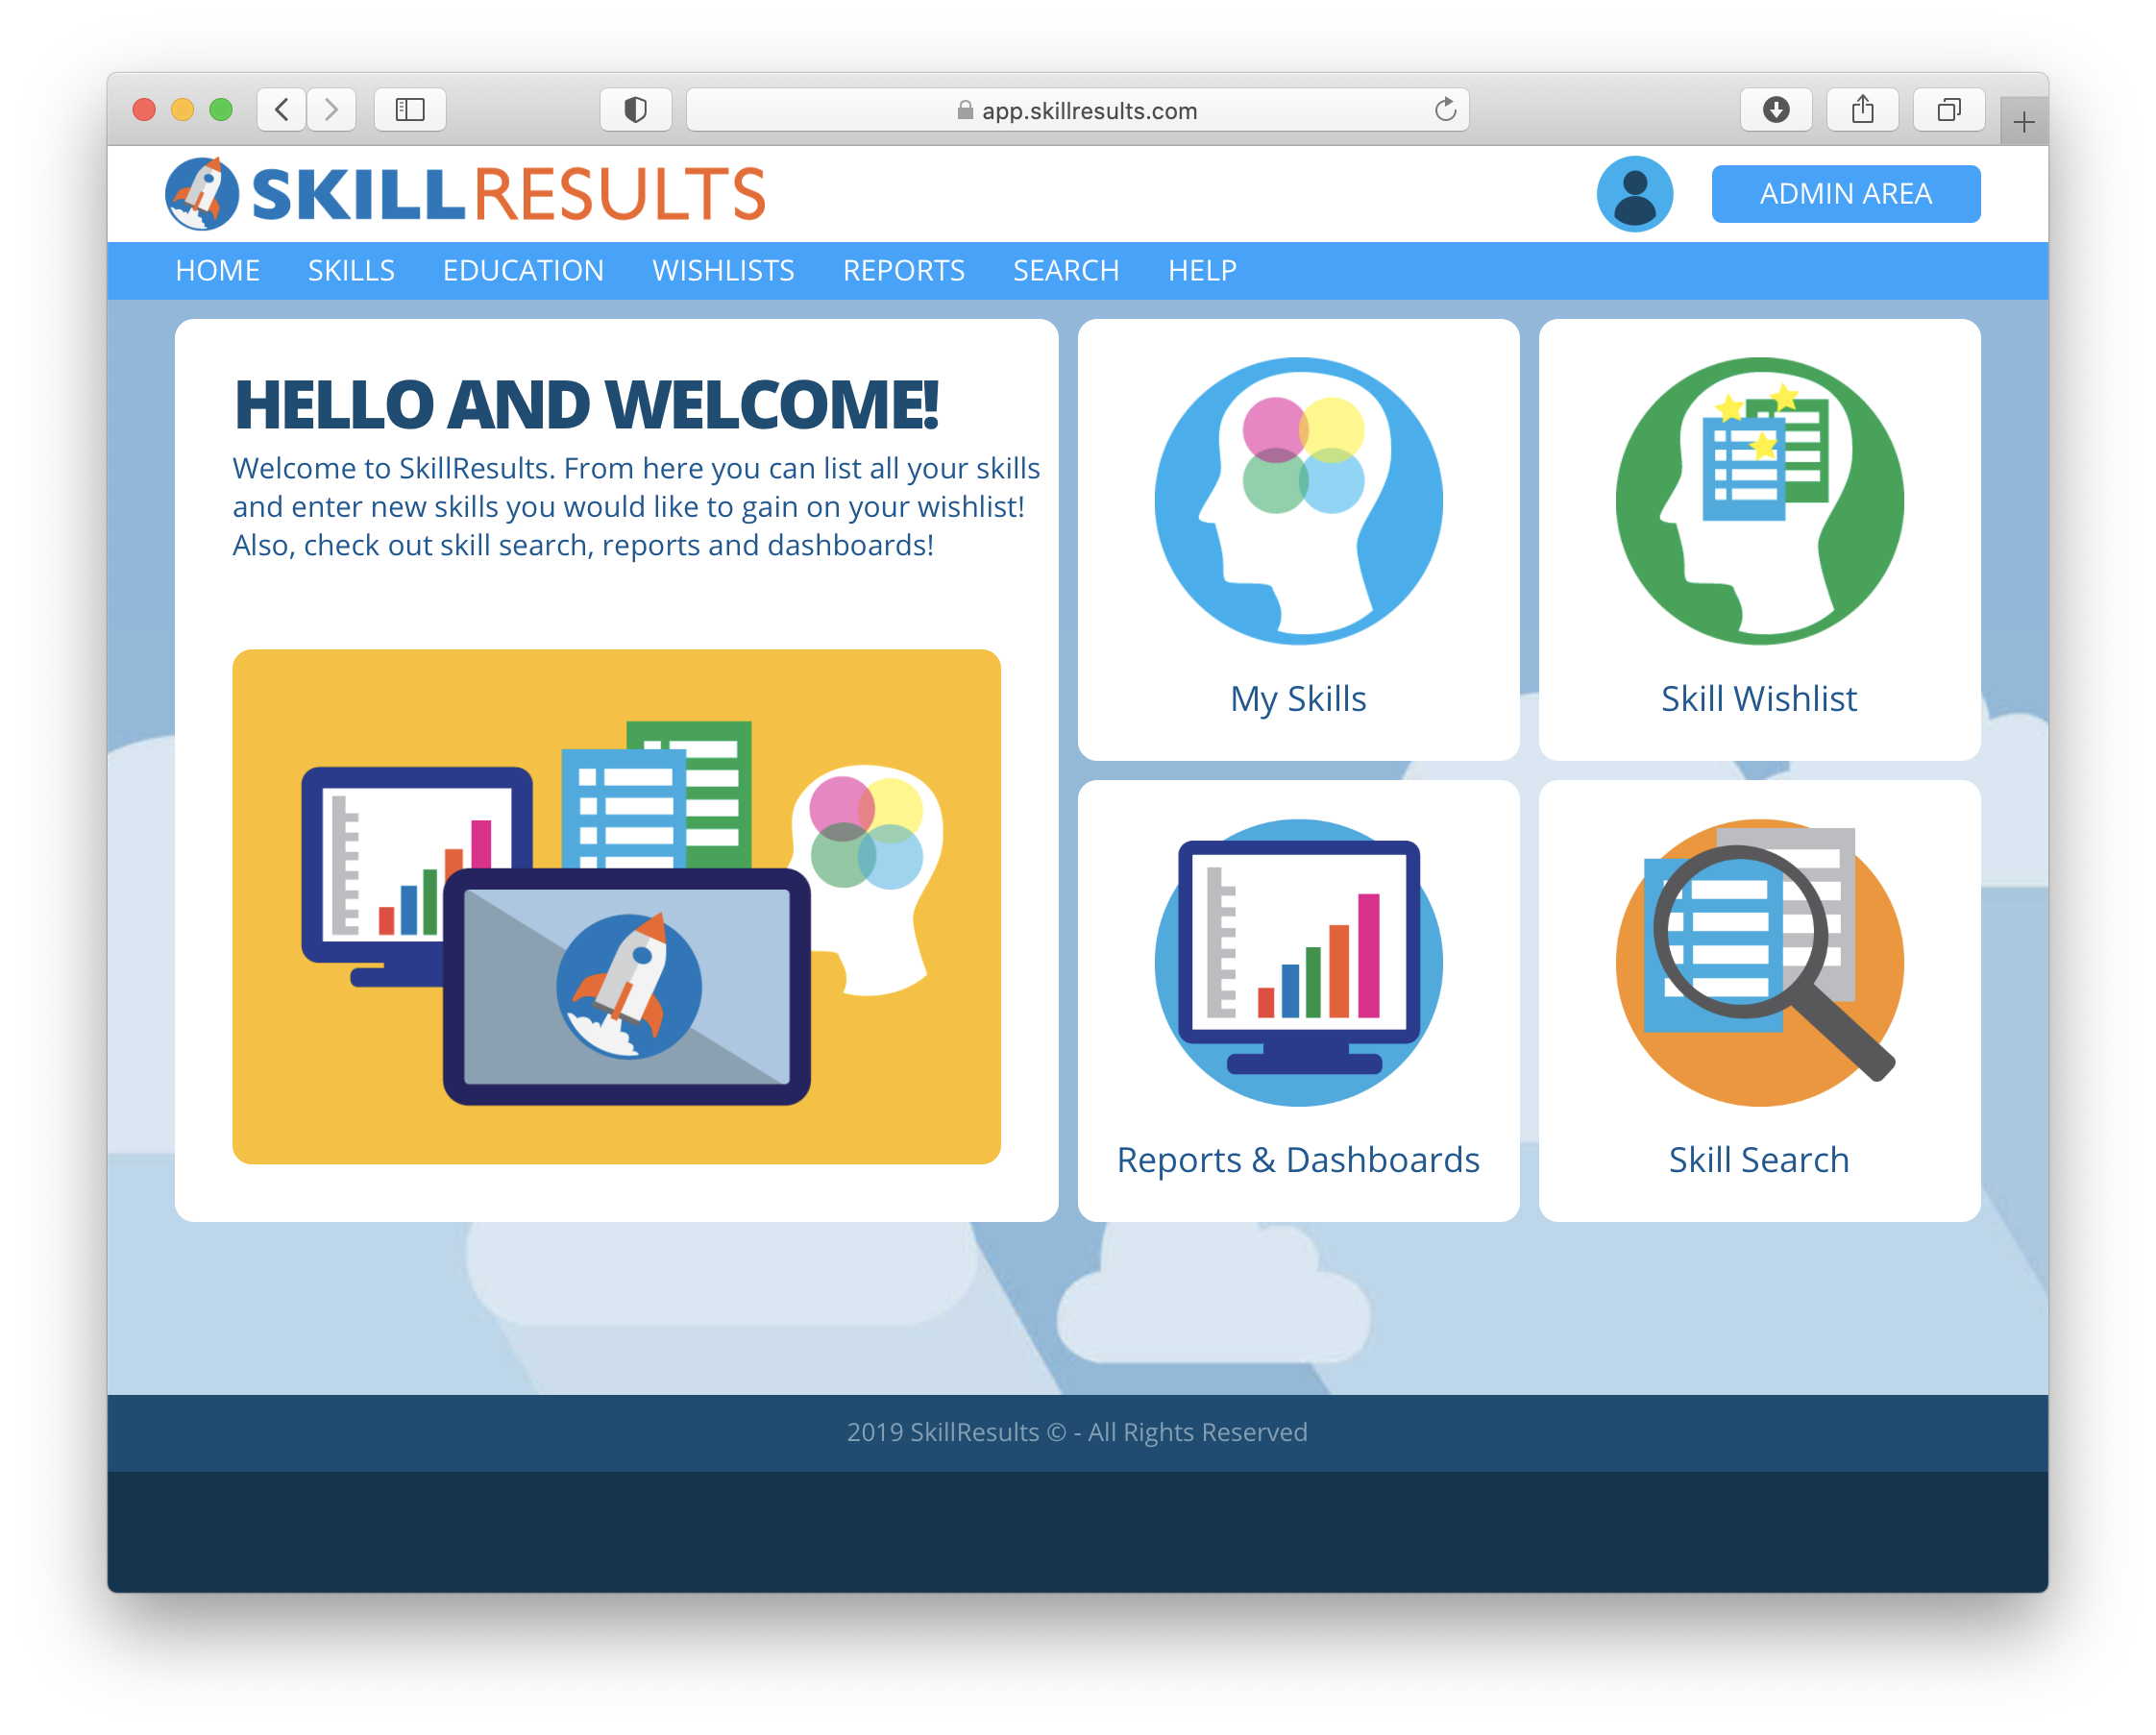 app.skillresults.com
SKILLRESULTS
ADMIN AREA
HOME SKILLS EDUCATION WISHLISTS REPORTS SEARCH HELP
HELLO AND WELCOME!
Welcome to SkillResults. From here you can list all your skills
and enter new skills you would like to gain on your wishlist!
Also, check out skill search, reports and dashboards!
My Skills
Skill Wishlist
Reports & Dashboards
Skill Search
2019 SkillResults © - All Rights Reserved